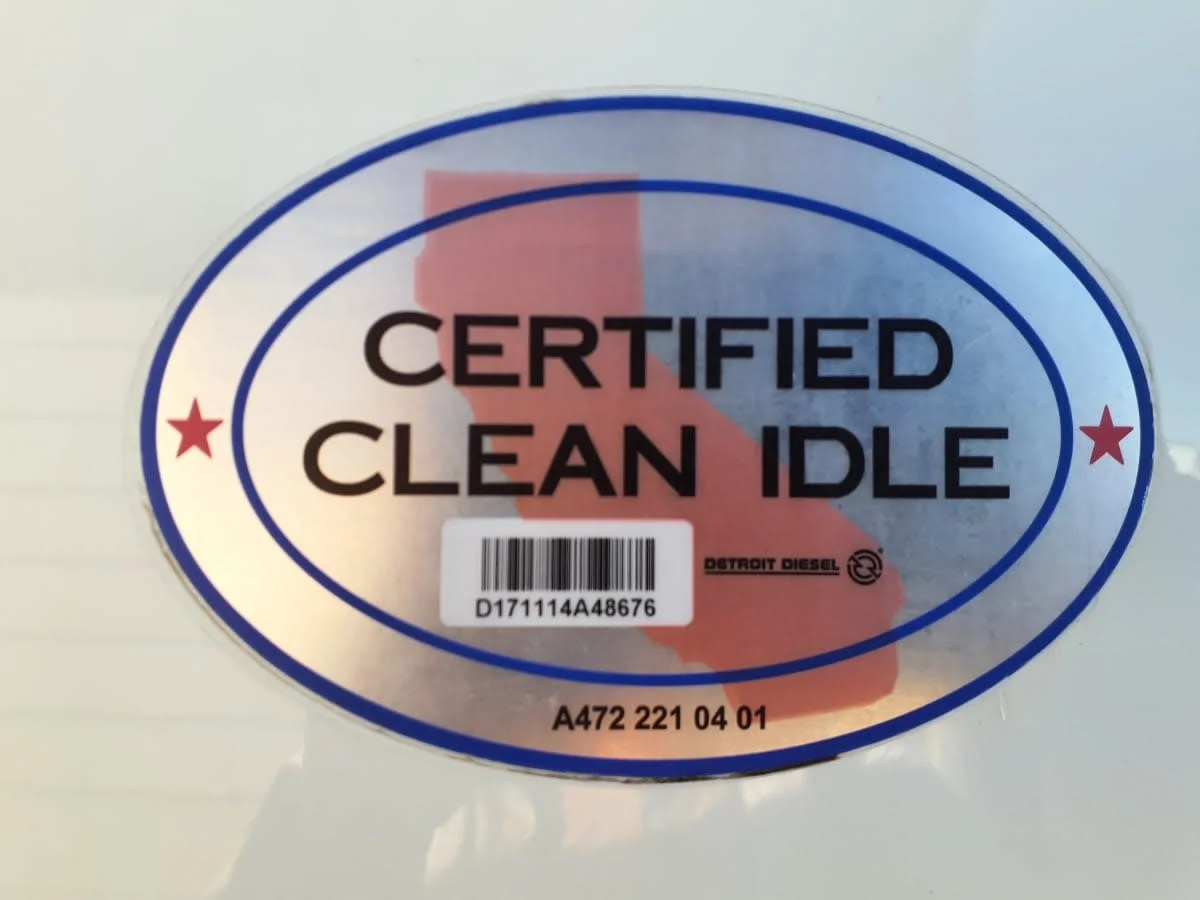 CERTIFIED
CLEAN IDLE
DETROIT DIESEL
D171114A48676
A472 221 04 01